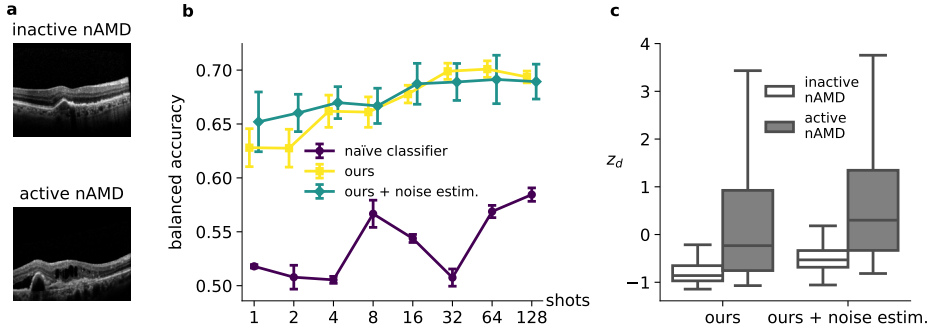 a
inactive nAMD
active nAMD
b
balanced accuracy
0.70
0.65
0.60
0.55
0.50
naïve classifier
ours
ours + noise estim.
1 2 4 8 16 32 64 128
shots
c
z_d
4
3
2
1
0
−1
inactive
nAMD
active
nAMD
ours
ours + noise estim.